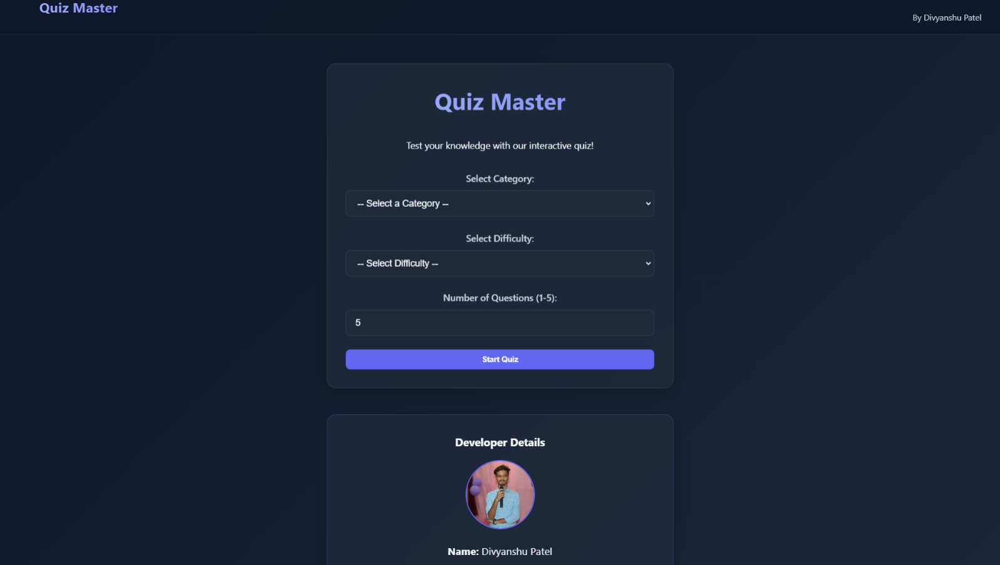 Quiz Master
By Divyanshu Patel
Quiz Master
Test your knowledge with our interactive quiz!
Select Category:
-- Select a Category --
Select Difficulty:
-- Select Difficulty --
Number of Questions (1-5):
5
Start Quiz
Developer Details
Name: Divyanshu Patel